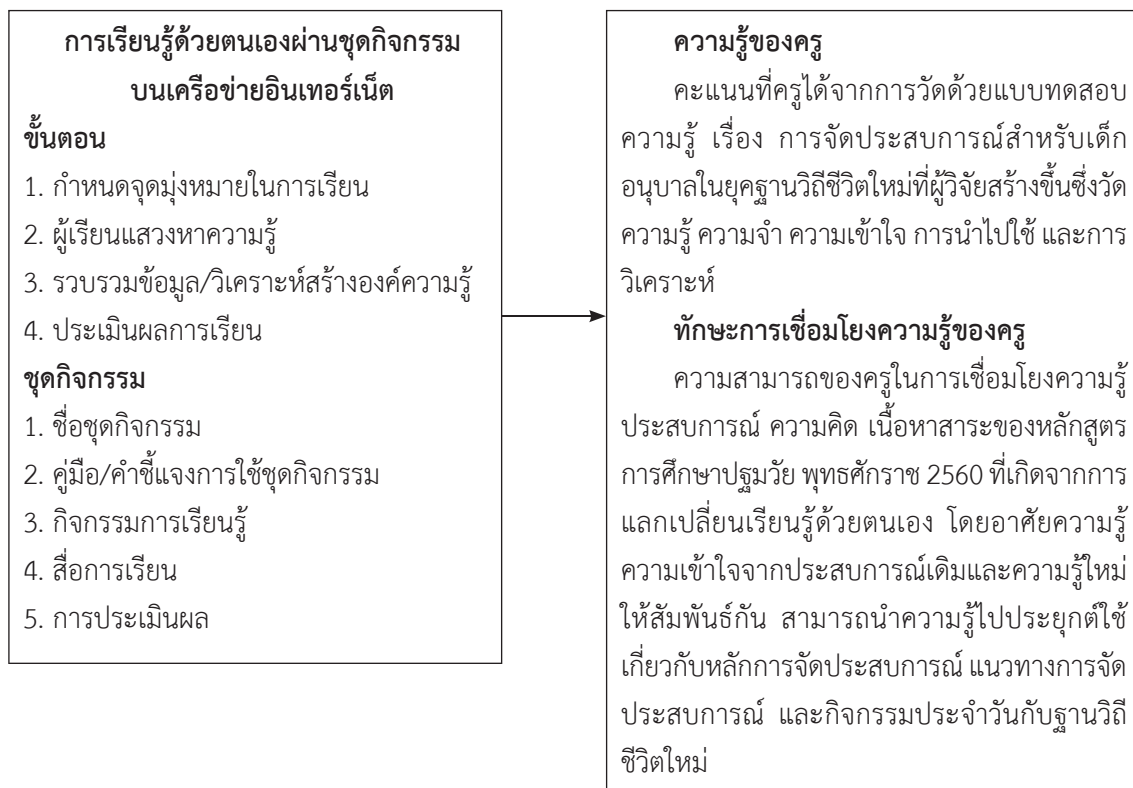 การเรียนรู้ด้วยตนเองผ่านชุดกิจกรรม
บนเครือข่ายอินเทอร์เน็ต
ขั้นตอน
1. กำหนดจุดมุ่งหมายในการเรียน
2. ผู้เรียนแสวงหาความรู้
3. รวบรวมข้อมูล/วิเคราะห์สร้างองค์ความรู้
4. ประเมินผลการเรียน
ชุดกิจกรรม
1. ชื่อชุดกิจกรรม
2. คู่มือ/คำชี้แจงการใช้ชุดกิจกรรม
3. กิจกรรมการเรียนรู้
4. สื่อการเรียน
5. การประเมินผล
ความรู้ของครู
คะแนนที่ครูได้จากการวัดด้วยแบบทดสอบ
ความรู้ เรื่อง การจัดประสบการณ์สำหรับเด็ก
อนุบาลในยุคฐานวิถีชีวิตใหม่ที่ผู้วิจัยสร้างขึ้นซึ่งวัด
ความรู้ ความจำ ความเข้าใจ การนำไปใช้ และการ
วิเคราะห์
ทักษะการเชื่อมโยงความรู้ของครู
ความสามารถของครูในการเชื่อมโยงความรู้
ประสบการณ์ ความคิด เนื้อหาสาระของหลักสูตร
การศึกษาปฐมวัย พุทธศักราช 2560 ที่เกิดจากการ
แลกเปลี่ยนเรียนรู้ด้วยตนเอง โดยอาศัยความรู้
ความเข้าใจจากประสบการณ์เดิมและความรู้ใหม่
ให้สัมพันธ์กัน สามารถนำความรู้ไปประยุกต์ใช้
เกี่ยวกับหลักการจัดประสบการณ์ แนวทางการจัด
ประสบการณ์ และกิจกรรมประจำวันกับฐานวิถี
ชีวิตใหม่